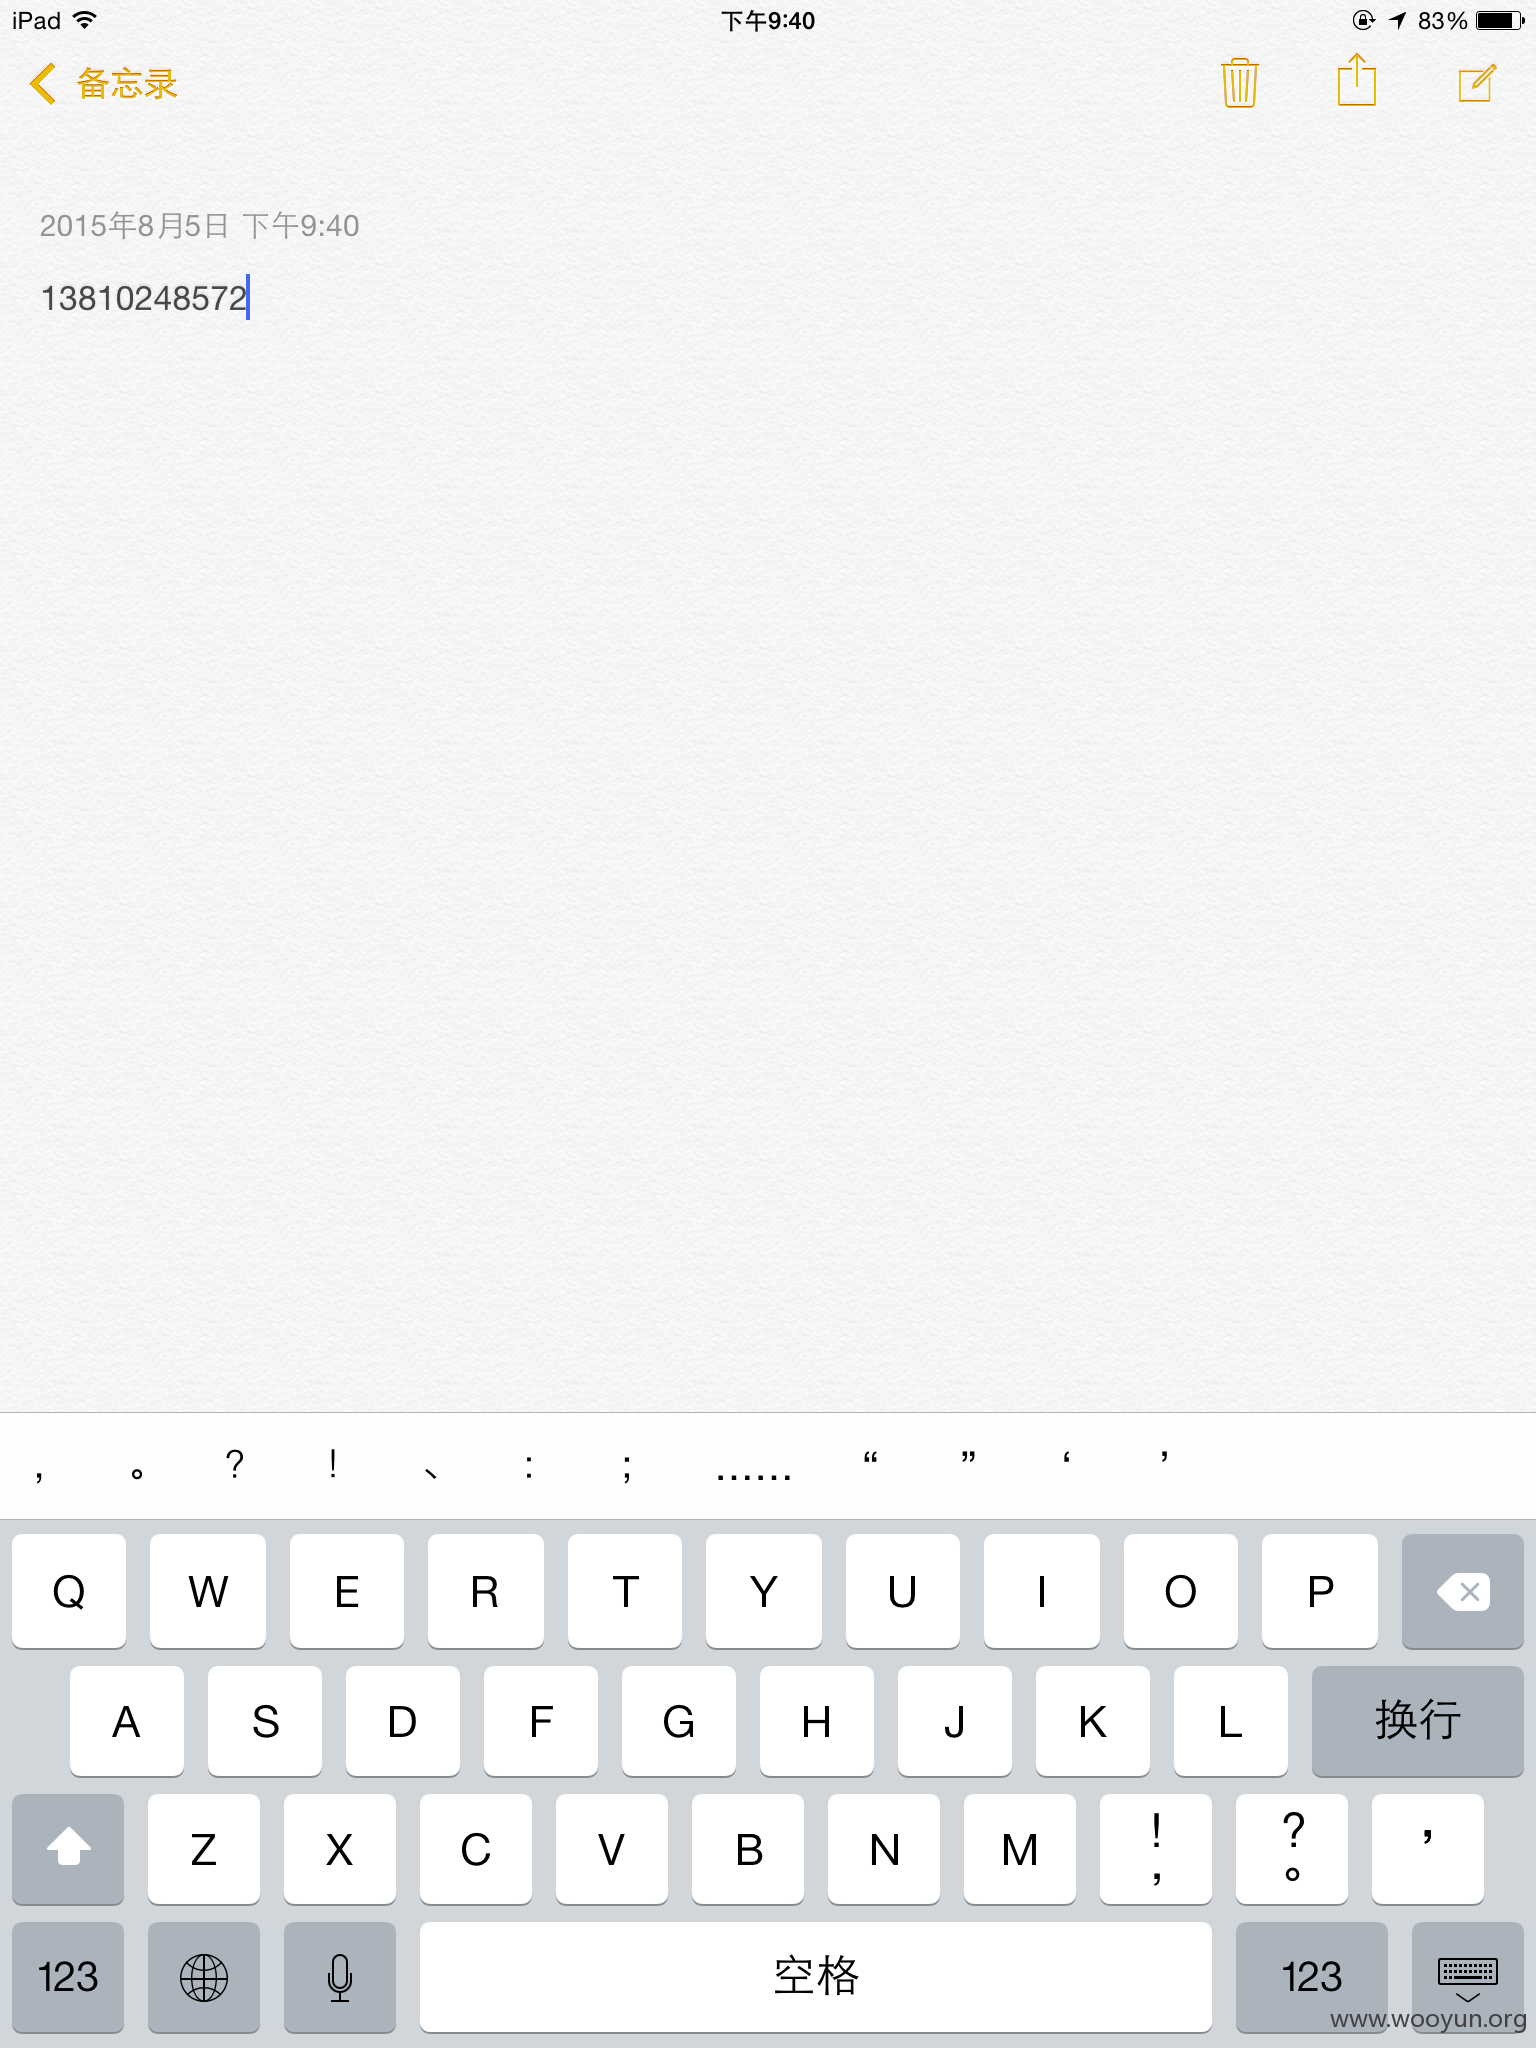 iPad 下午9:40 83%
备忘录
2015年8月5日 下午9:40
13810248572
， 。 ？ ！ 、 ： ； …… “ ” ‘ ’
Q W E R T Y U I O P
A S D F G H J K L 换行
Z X C V B N M ！， ？。 ’
123 空格 123
www.wooyun.org